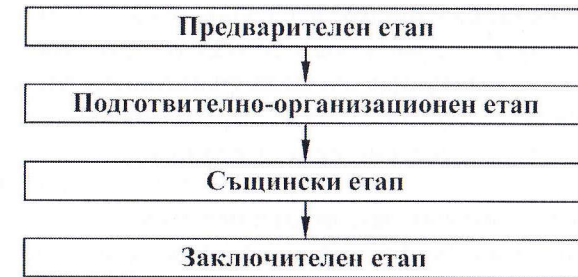 Предварителен етап
Подготвително-организационен етап
Същински етап
Заключителен етап